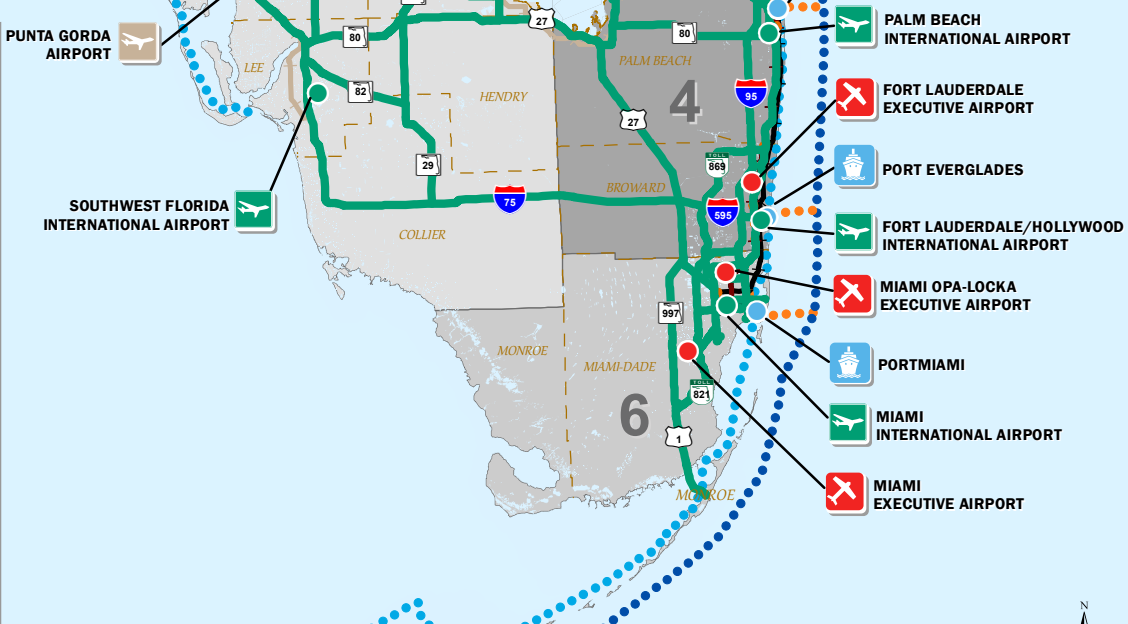 PUNTA GORDA
AIRPORT
27
80
80
PALM BEACH
INTERNATIONAL AIRPORT
LEE
PALM BEACH
82
HENDRY
4
95
FORT LAUDERDALE
EXECUTIVE AIRPORT
27
29
TOLL
869
PORT EVERGLADES
SOUTHWEST FLORIDA
INTERNATIONAL AIRPORT
75
BROWARD
595
FORT LAUDERDALE/HOLLYWOOD
INTERNATIONAL AIRPORT
COLLIER
MIAMI OPA-LOCKA
EXECUTIVE AIRPORT
997
MONROE
MIAMI-DADE
PORTMIAMI
TOLL
821
6
1
MIAMI
INTERNATIONAL AIRPORT
MONROE
MIAMI
EXECUTIVE AIRPORT
N